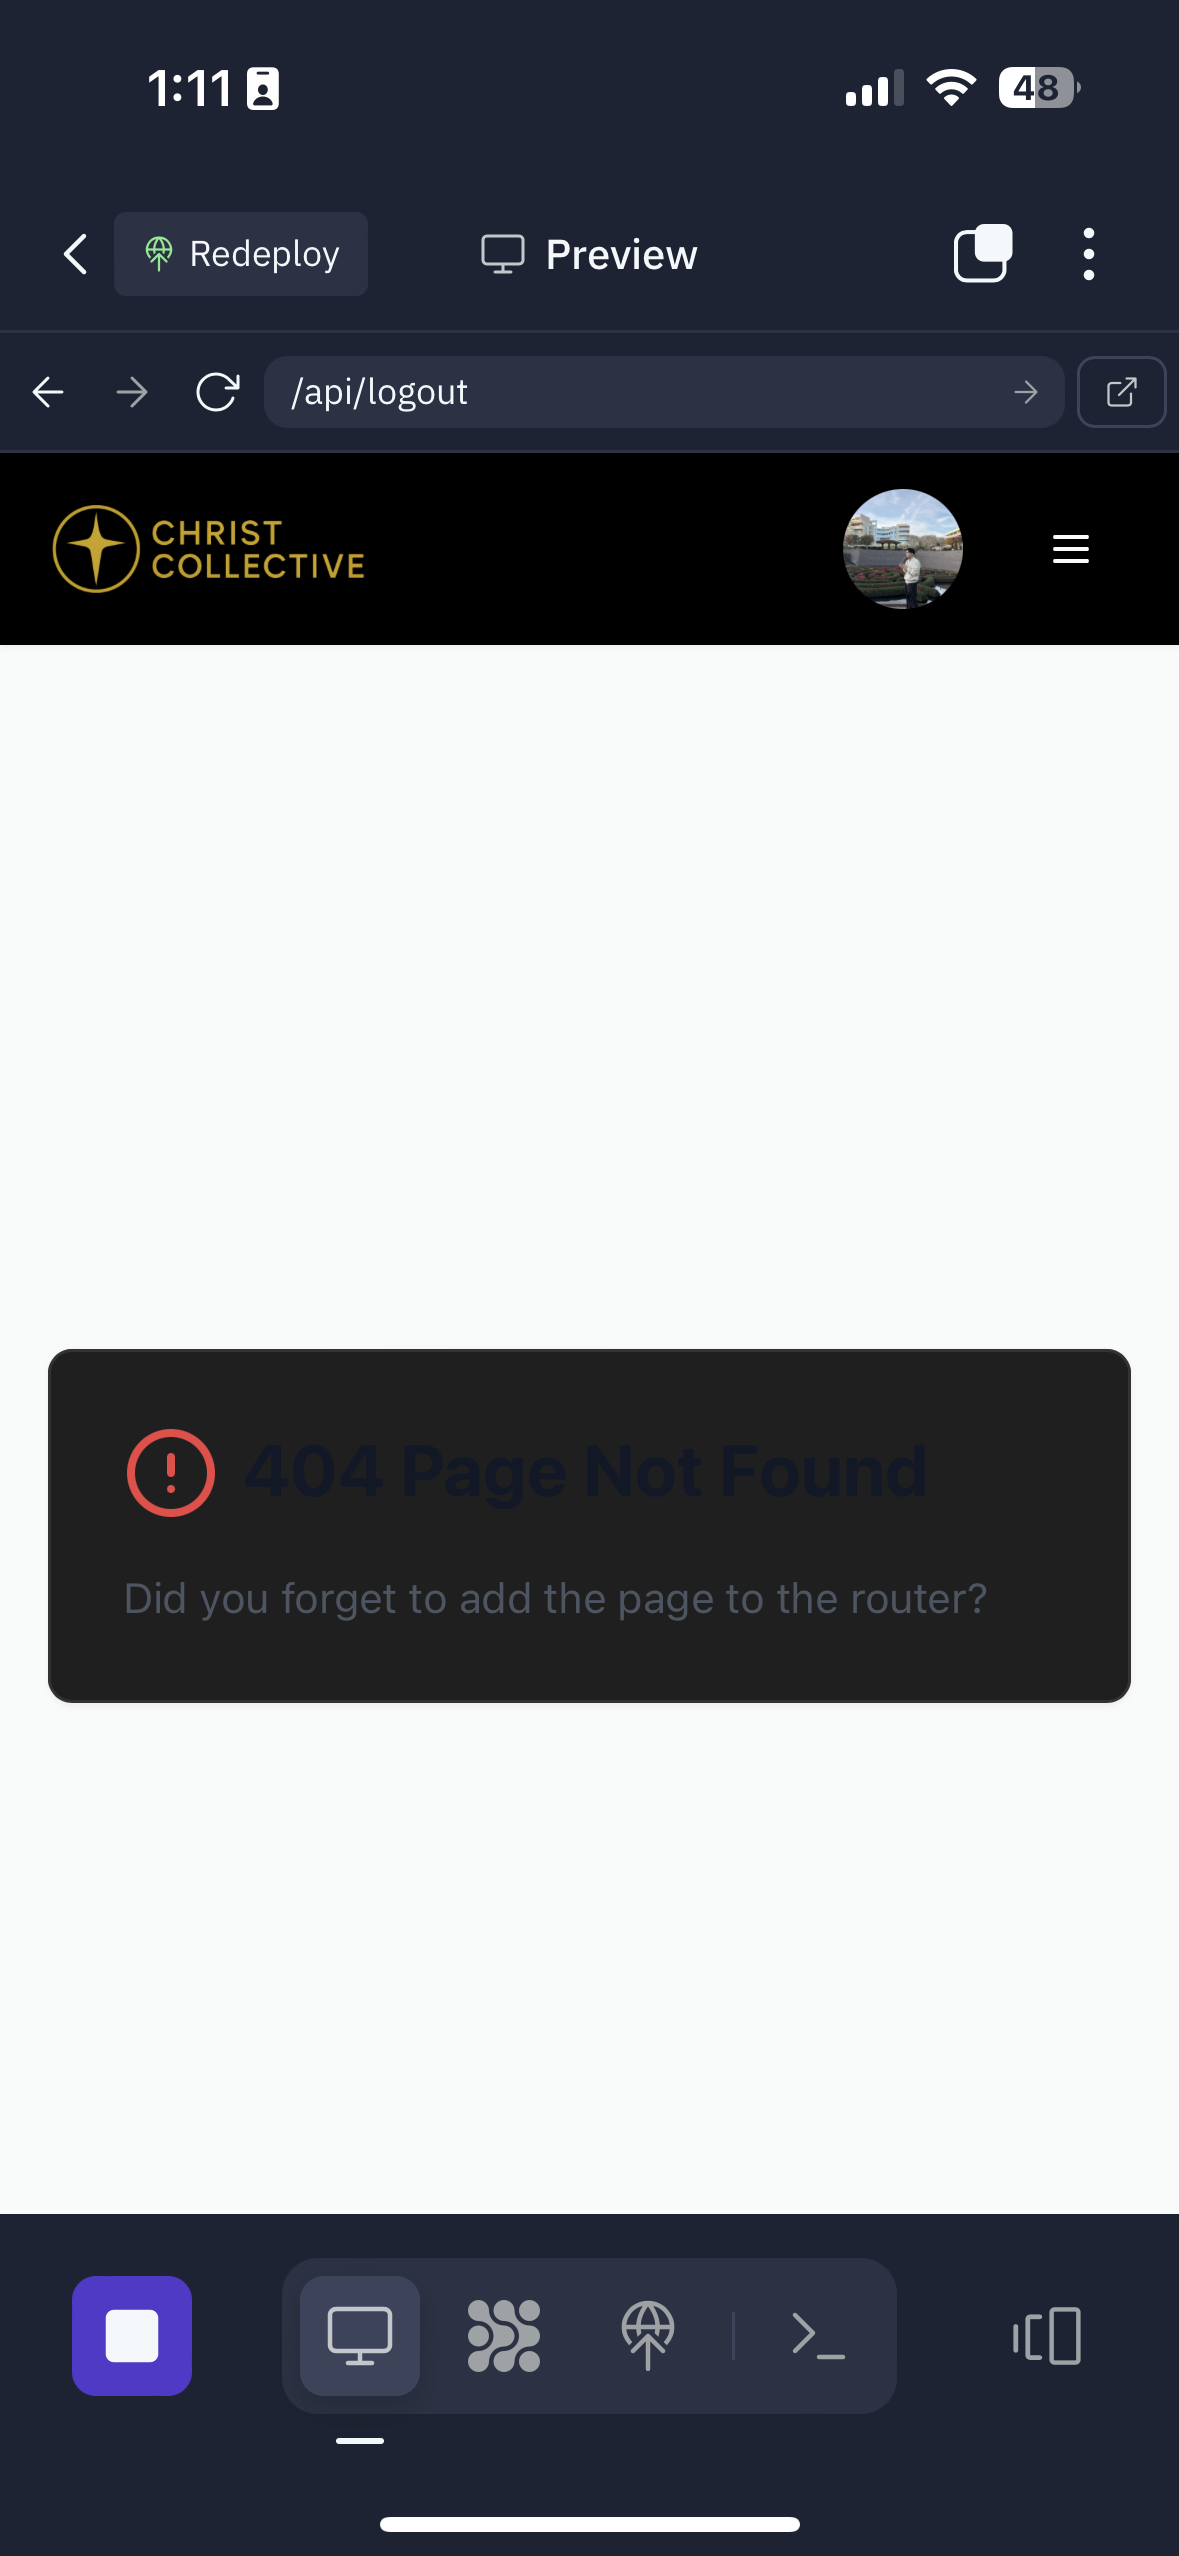 1:11
48
Redeploy
Preview
/api/logout
CHRIST
COLLECTIVE
404 Page Not Found
Did you forget to add the page to the router?